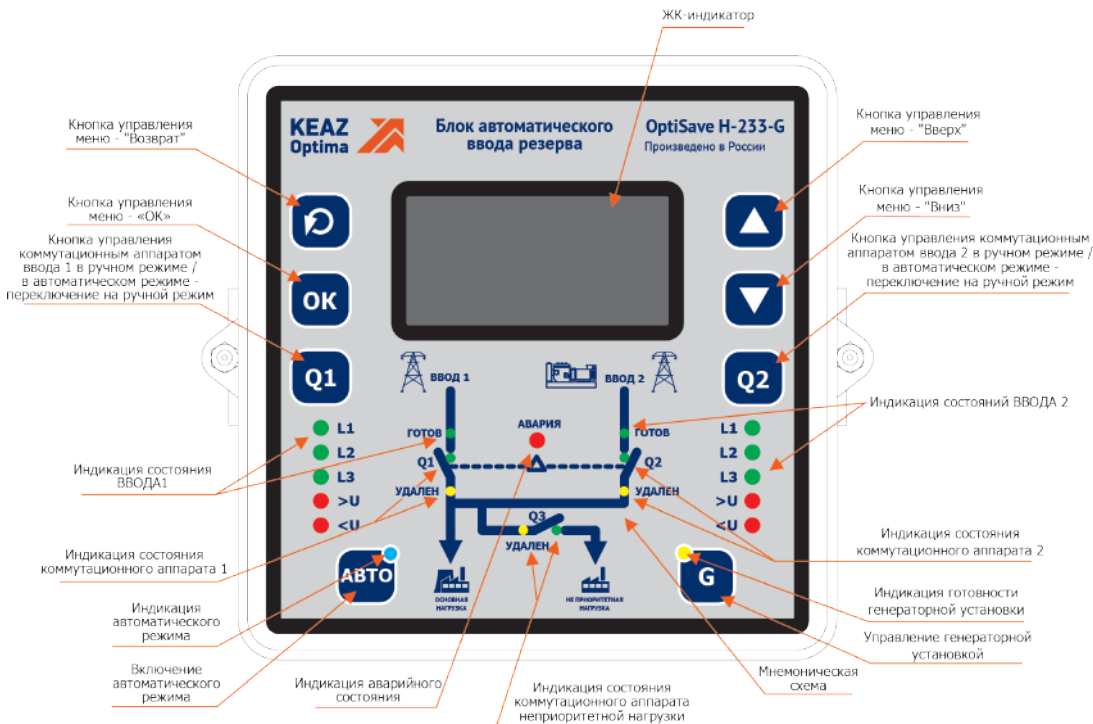 ЖК-индикатор
Кнопка управления
меню - "Возврат"
Кнопка управления
меню - «ОК»
Кнопка управления
коммутационным аппаратом
ввода 1 в ручном режиме /
в автоматическом режиме -
переключение на ручной режим
Индикация состояния
ВВОДА1
Индикация состояния
коммутационного аппарата 1
Индикация
автоматического
режима
Включение
автоматического
режима
KEAZ
Optima
Блок автоматического
ввода резерва
OptiSave H-233-G
Произведено в России
OK
Q1
Q2
ВВОД 1
ВВОД 2
ГОТОВ
АВАРИЯ
ГОТОВ
Q1
Q2
УДАЛЕН
УДАЛЕН
Q3
УДАЛЕН
L1
L2
L3
>U
<U
L1
L2
L3
>U
<U
АВТО
G
ОСНОВНАЯ
НАГРУЗКА
НЕ ПРИОРИТЕТНАЯ
НАГРУЗКА
Кнопка управления
меню - "Вверх"
Кнопка управления
меню - "Вниз"
Кнопка управления коммутационным
аппаратом ввода 2 в ручном режиме /
в автоматическом режиме -
переключение на ручной режим
Индикация состояний ВВОДА 2
Индикация состояния
коммутационного аппарата 2
Индикация готовности
генераторной установки
Управление генераторной
установкой
Мнемоническая
схема
Индикация аварийного
состояния
Индикация состояния
коммутационного аппарата
неприоритетной нагрузки